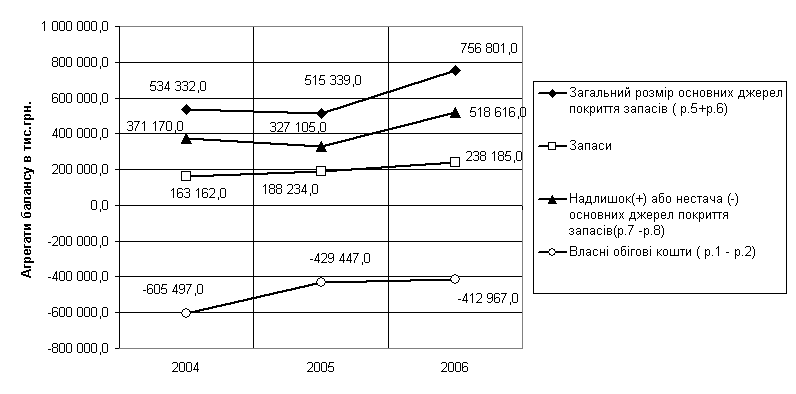 1 000 000,0
800 000,0
600 000,0
400 000,0
200 000,0
0,0
-200 000,0
-400 000,0
-600 000,0
-800 000,0
Агрегати балансу в тис.грн.
534 332,0
515 339,0
756 801,0
371 170,0
327 105,0
518 616,0
163 162,0
188 234,0
238 185,0
-605 497,0
-429 447,0
-412 967,0
2004
2005
2006
Загальний розмір основних джерел
покриття запасів ( р.5+р.6)
Запаси
Надлишок(+) або нестача (-)
основних джерел покриття
запасів(р.7 -р.8)
Власні обігові кошти ( р.1 - р.2)